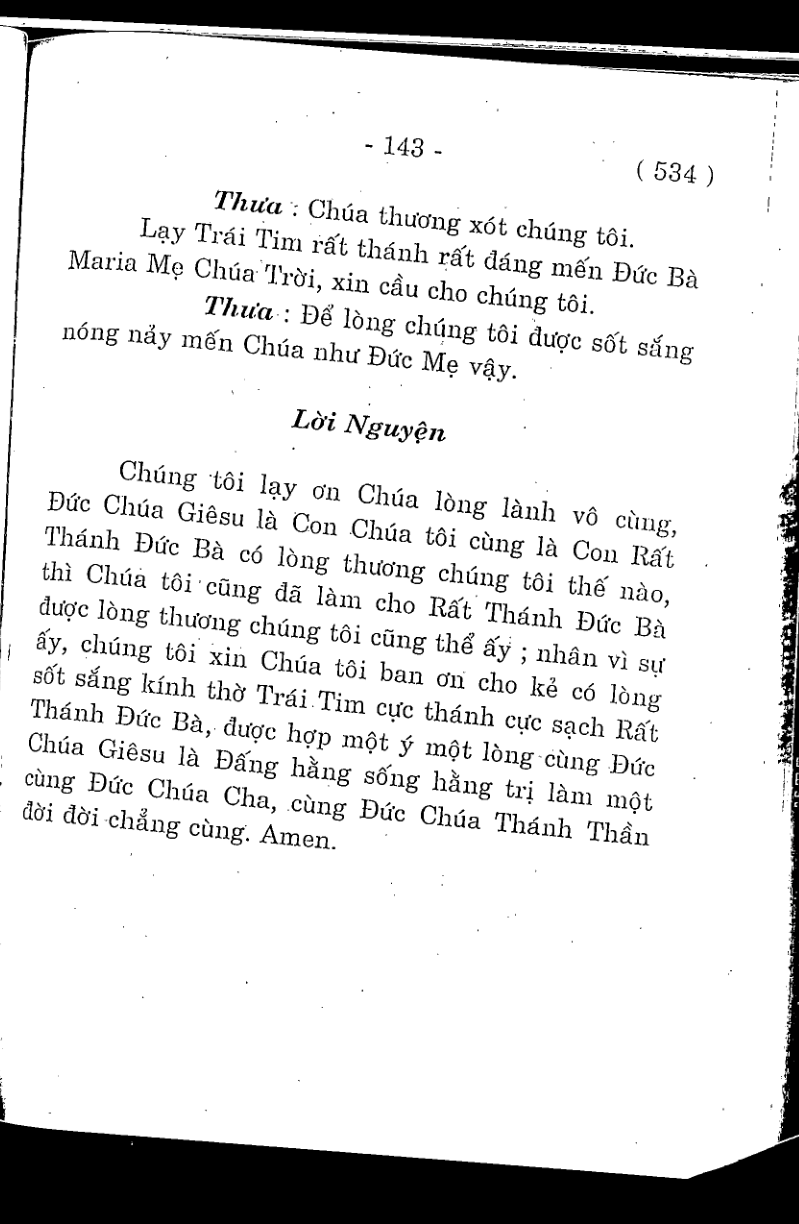 - 143 -
( 534 )
Thưa : Chúa thương xót chúng tôi.
Lạy Trái Tim rất thánh rất đáng mến Đức Bà
Maria Mẹ Chúa Trời, xin cầu cho chúng tôi.
Thưa : Để lòng chúng tôi được sốt sắng
nóng nảy mến Chúa như Đức Mẹ vậy.
Lời Nguyện
Chúng tôi lạy ơn Chúa lòng lành vô cùng,
Đức Chúa Giêsu là Con Chúa tôi cùng là Con Rất
Thánh Đức Bà có lòng thương chúng tôi thế nào,
thì Chúa tôi cũng đã làm cho Rất Thánh Đức Bà
được lòng thương chúng tôi cũng thể ấy ; nhân vì sự
ấy, chúng tôi xin Chúa tôi ban ơn cho kẻ có lòng
sốt sắng kính thờ Trái Tim cực thánh cực sạch Rất
Thánh Đức Bà, được hợp một ý một lòng cùng Đức
Chúa Giêsu là Đấng hằng sống hằng trị làm một
cùng Đức Chúa Cha, cùng Đức Chúa Thánh Thần
đời đời chẳng cùng. Amen.